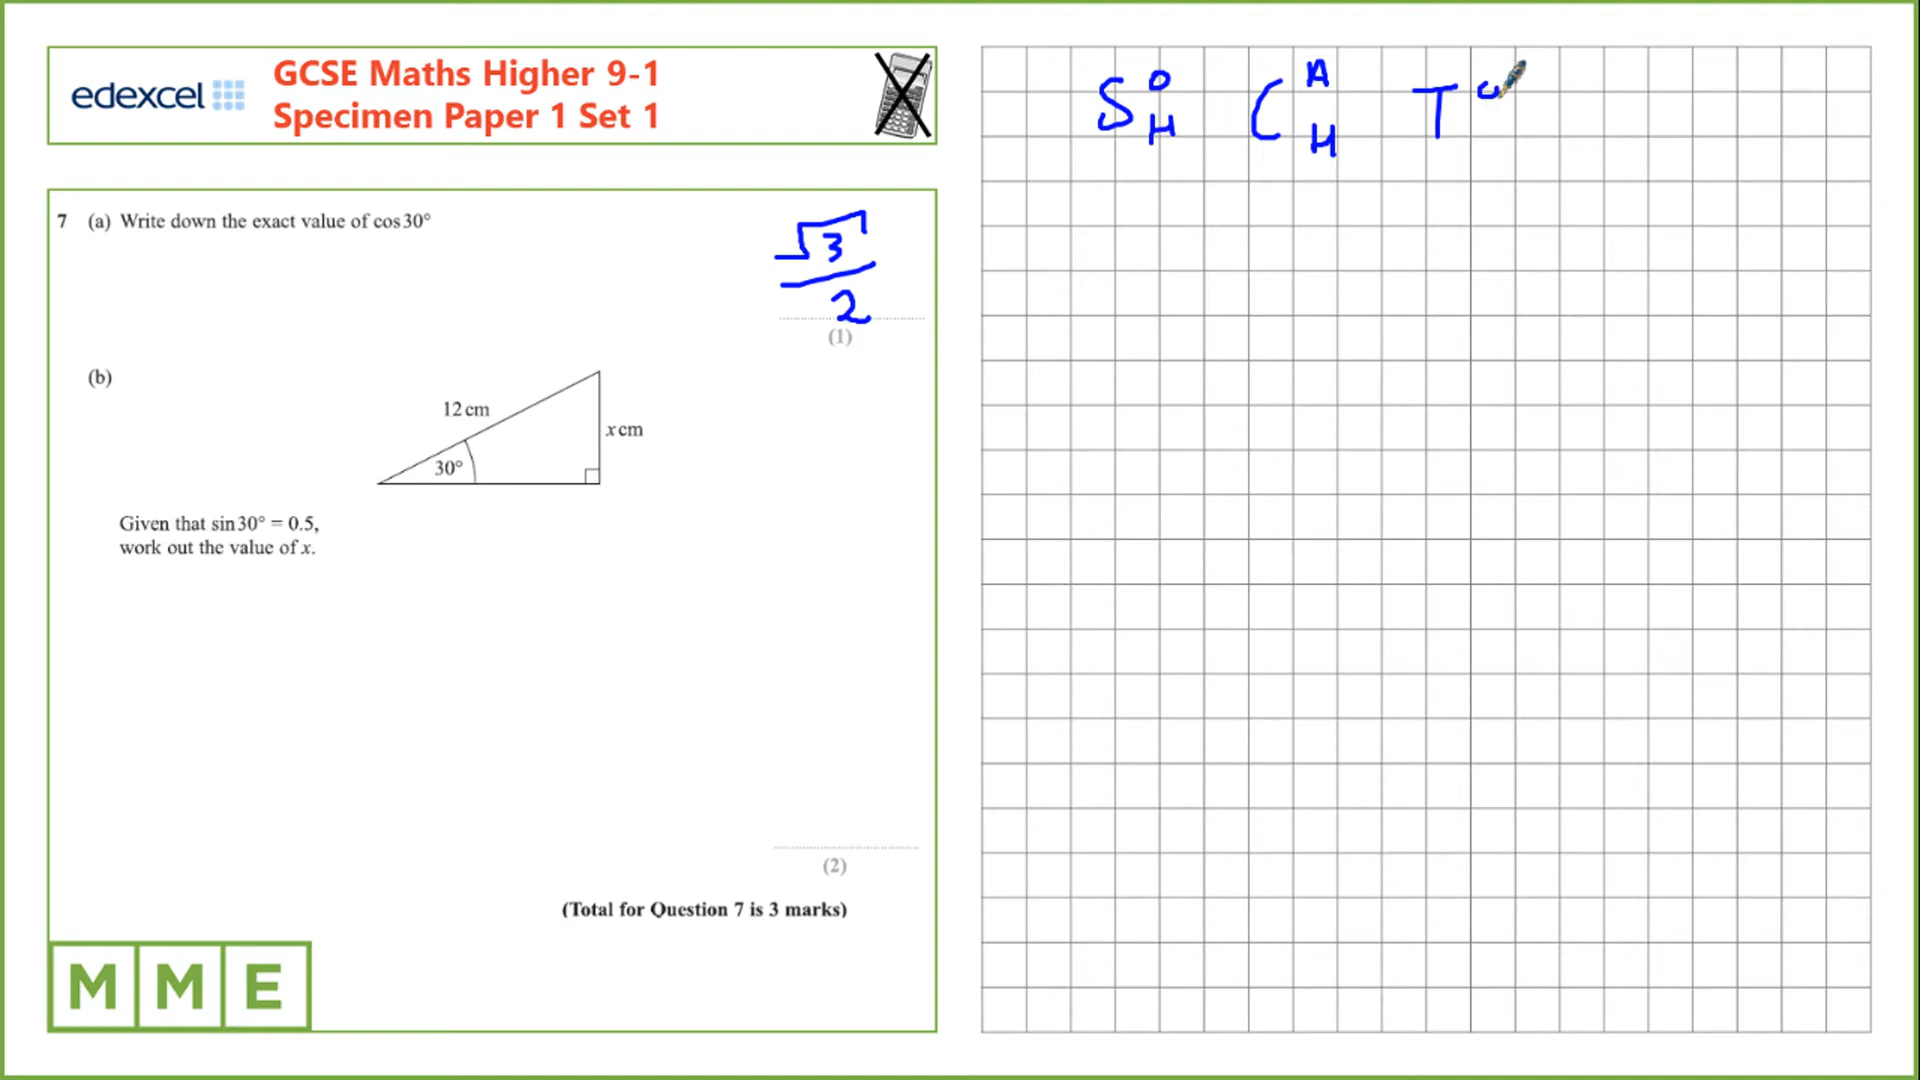 edexcel
GCSE Maths Higher 9-1
Specimen Paper 1 Set 1
7 (a) Write down the exact value of cos 30°
√3
2
(1)
(b)
12 cm
x cm
30°
Given that sin 30° = 0.5,
work out the value of x.
(2)
(Total for Question 7 is 3 marks)
M M E
S O H C A H T